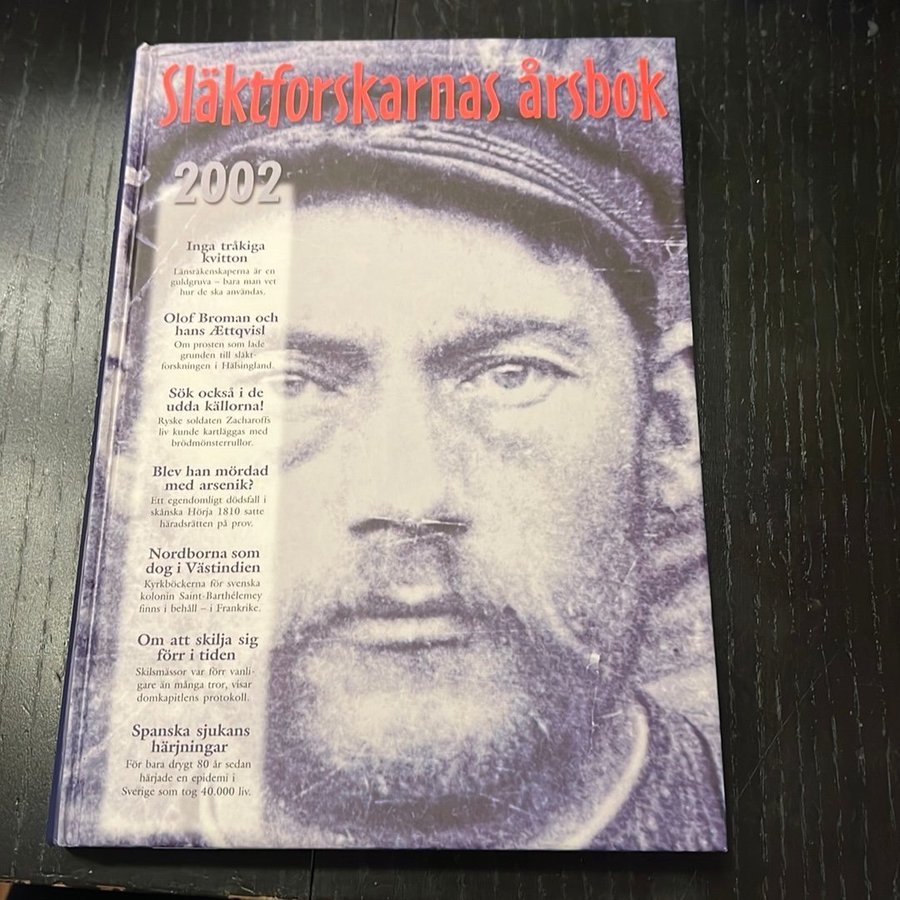 Släktforskarnas årsbok
2002
Inga tråkiga
kvitton
Länsräkenskaperna är en
guldgruva – bara man vet
hur de ska användas.
Olof Broman och
hans Ættqvisl
Om prosten som lade
grunden till släkt-
forskningen i Hälsingland.
Sök också i de
udda källorna!
Ryske soldaten Zacharoffs
liv kunde kartläggas med
brödmönsterrullor.
Blev han mördad
med arsenik?
Ett egendomligt dödsfall i
skånska Hörja 1810 satte
häradsrätten på prov.
Nordborna som
dog i Västindien
Kyrkböckerna för svenska
kolonin Saint-Barthélemey
finns i behåll – i Frankrike.
Om att skilja sig
förr i tiden
Skilsmässor var förr vanli-
gare än många tror, visar
domkapitlens protokoll.
Spanska sjukans
härjningar
För bara drygt 80 år sedan
härjade en epidemi i
Sverige som tog 40.000 liv.